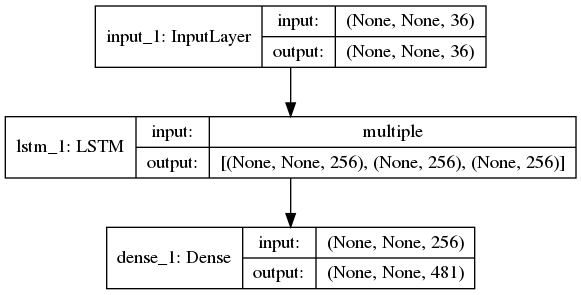 input_1: InputLayer
input: (None, None, 36)
output: (None, None, 36)
lstm_1: LSTM
input: multiple
output: [(None, None, 256), (None, 256), (None, 256)]
dense_1: Dense
input: (None, None, 256)
output: (None, None, 481)